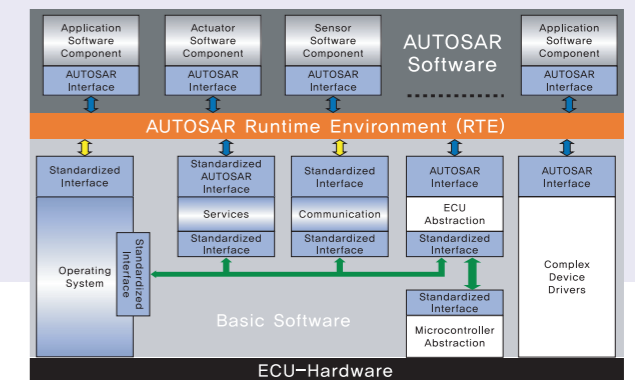 Application
Software
Component
AUTOSAR
Interface
Actuator
Software
Component
AUTOSAR
Interface
Sensor
Software
Component
AUTOSAR
Interface
AUTOSAR
Software
Application
Software
Component
AUTOSAR
Interface
AUTOSAR Runtime Environment (RTE)
Standardized
Interface
Operating
System
Standardized
Interface
Standardized
AUTOSAR
Interface
Services
Standardized
Interface
Standardized
Interface
Communication
Standardized
Interface
AUTOSAR
Interface
ECU
Abstraction
Standardized
Interface
Standardized
Interface
Microcontroller
Abstraction
AUTOSAR
Interface
Complex
Device
Drivers
Basic Software
ECU-Hardware